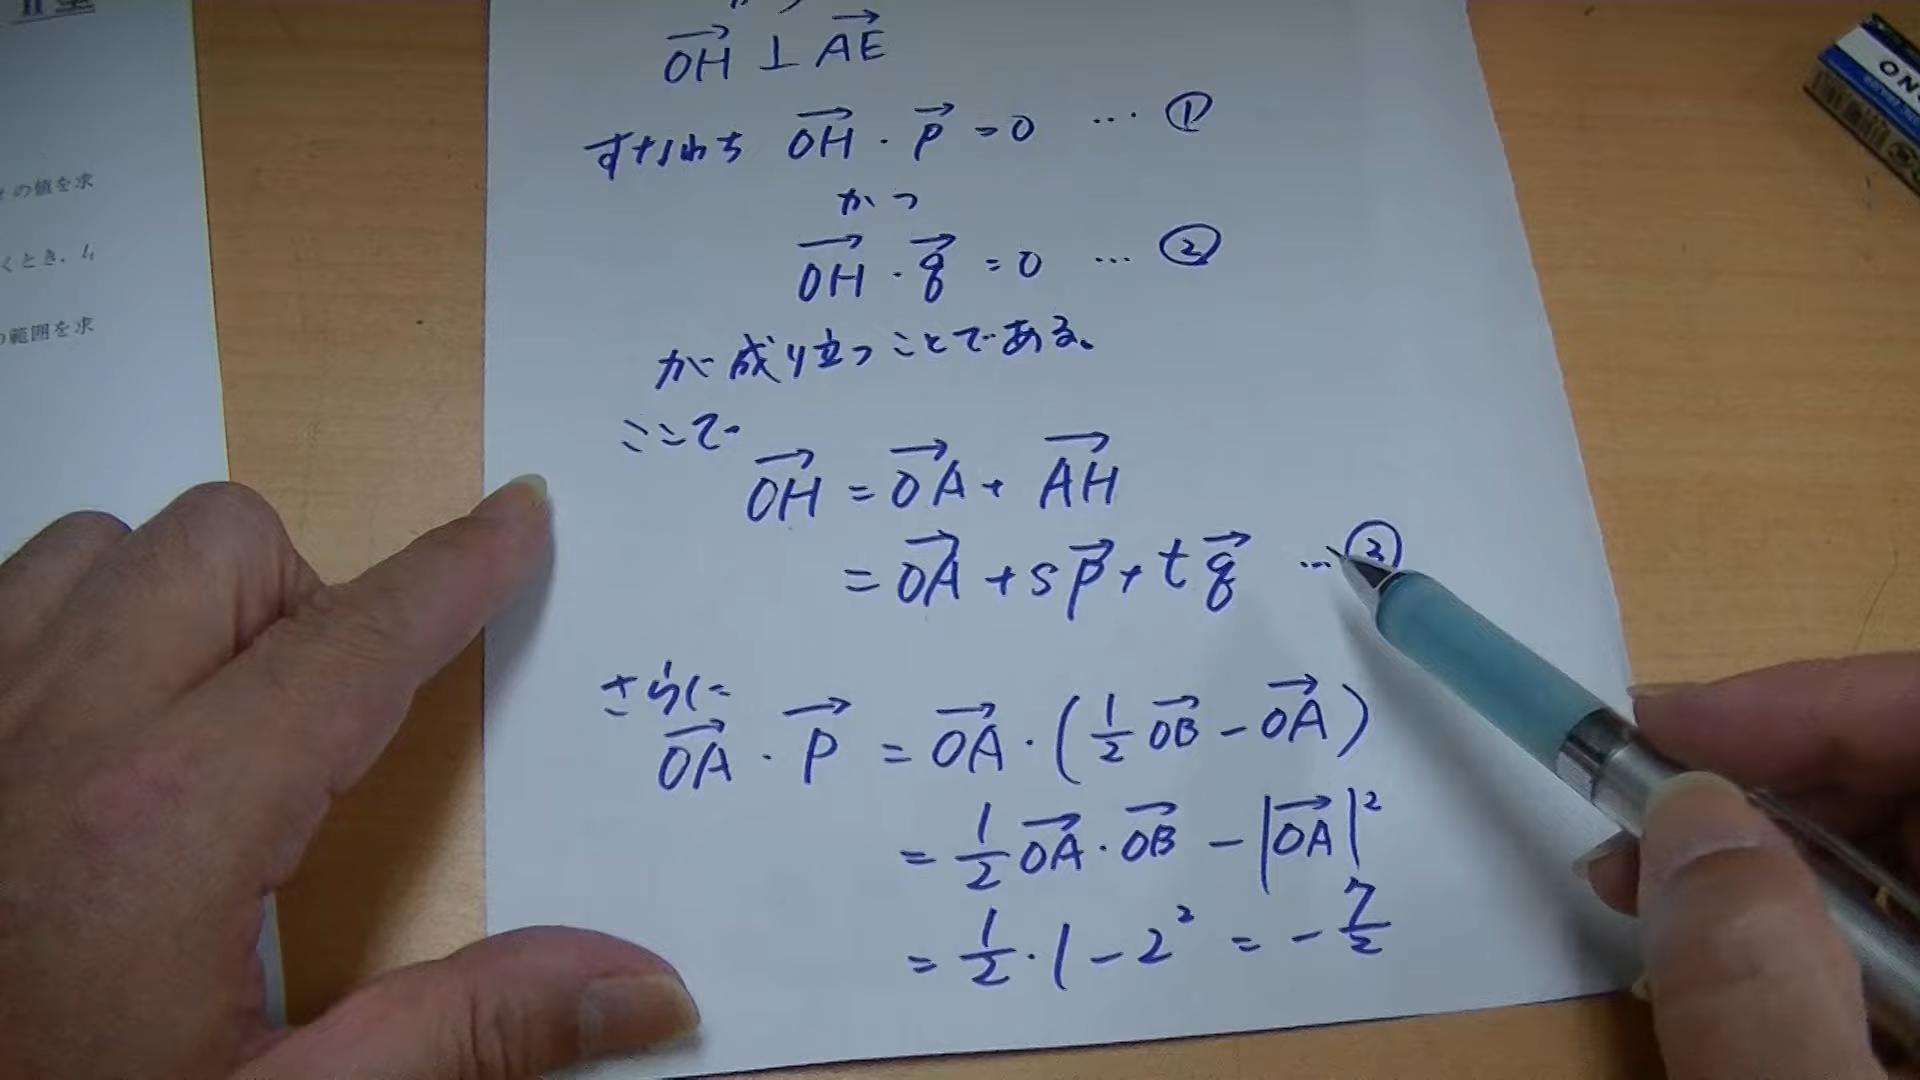 II 型
の値を求
くとき、l₁
の範囲を求
OH⃗ ⊥ AE⃗
すなわち OH⃗ · p⃗ = 0 … ①
かつ
OH⃗ · q⃗ = 0 … ②
が成り立つことである。
ここで
OH⃗ = OA⃗ + AH⃗
= OA⃗ + sp⃗ + tq⃗ … ③
さらに
OA⃗ · p⃗ = OA⃗ · (1/2 OB⃗ − OA⃗)
= 1/2 OA⃗ · OB⃗ − |OA⃗|²
= 1/2 · 1 − 2² = − 7/2